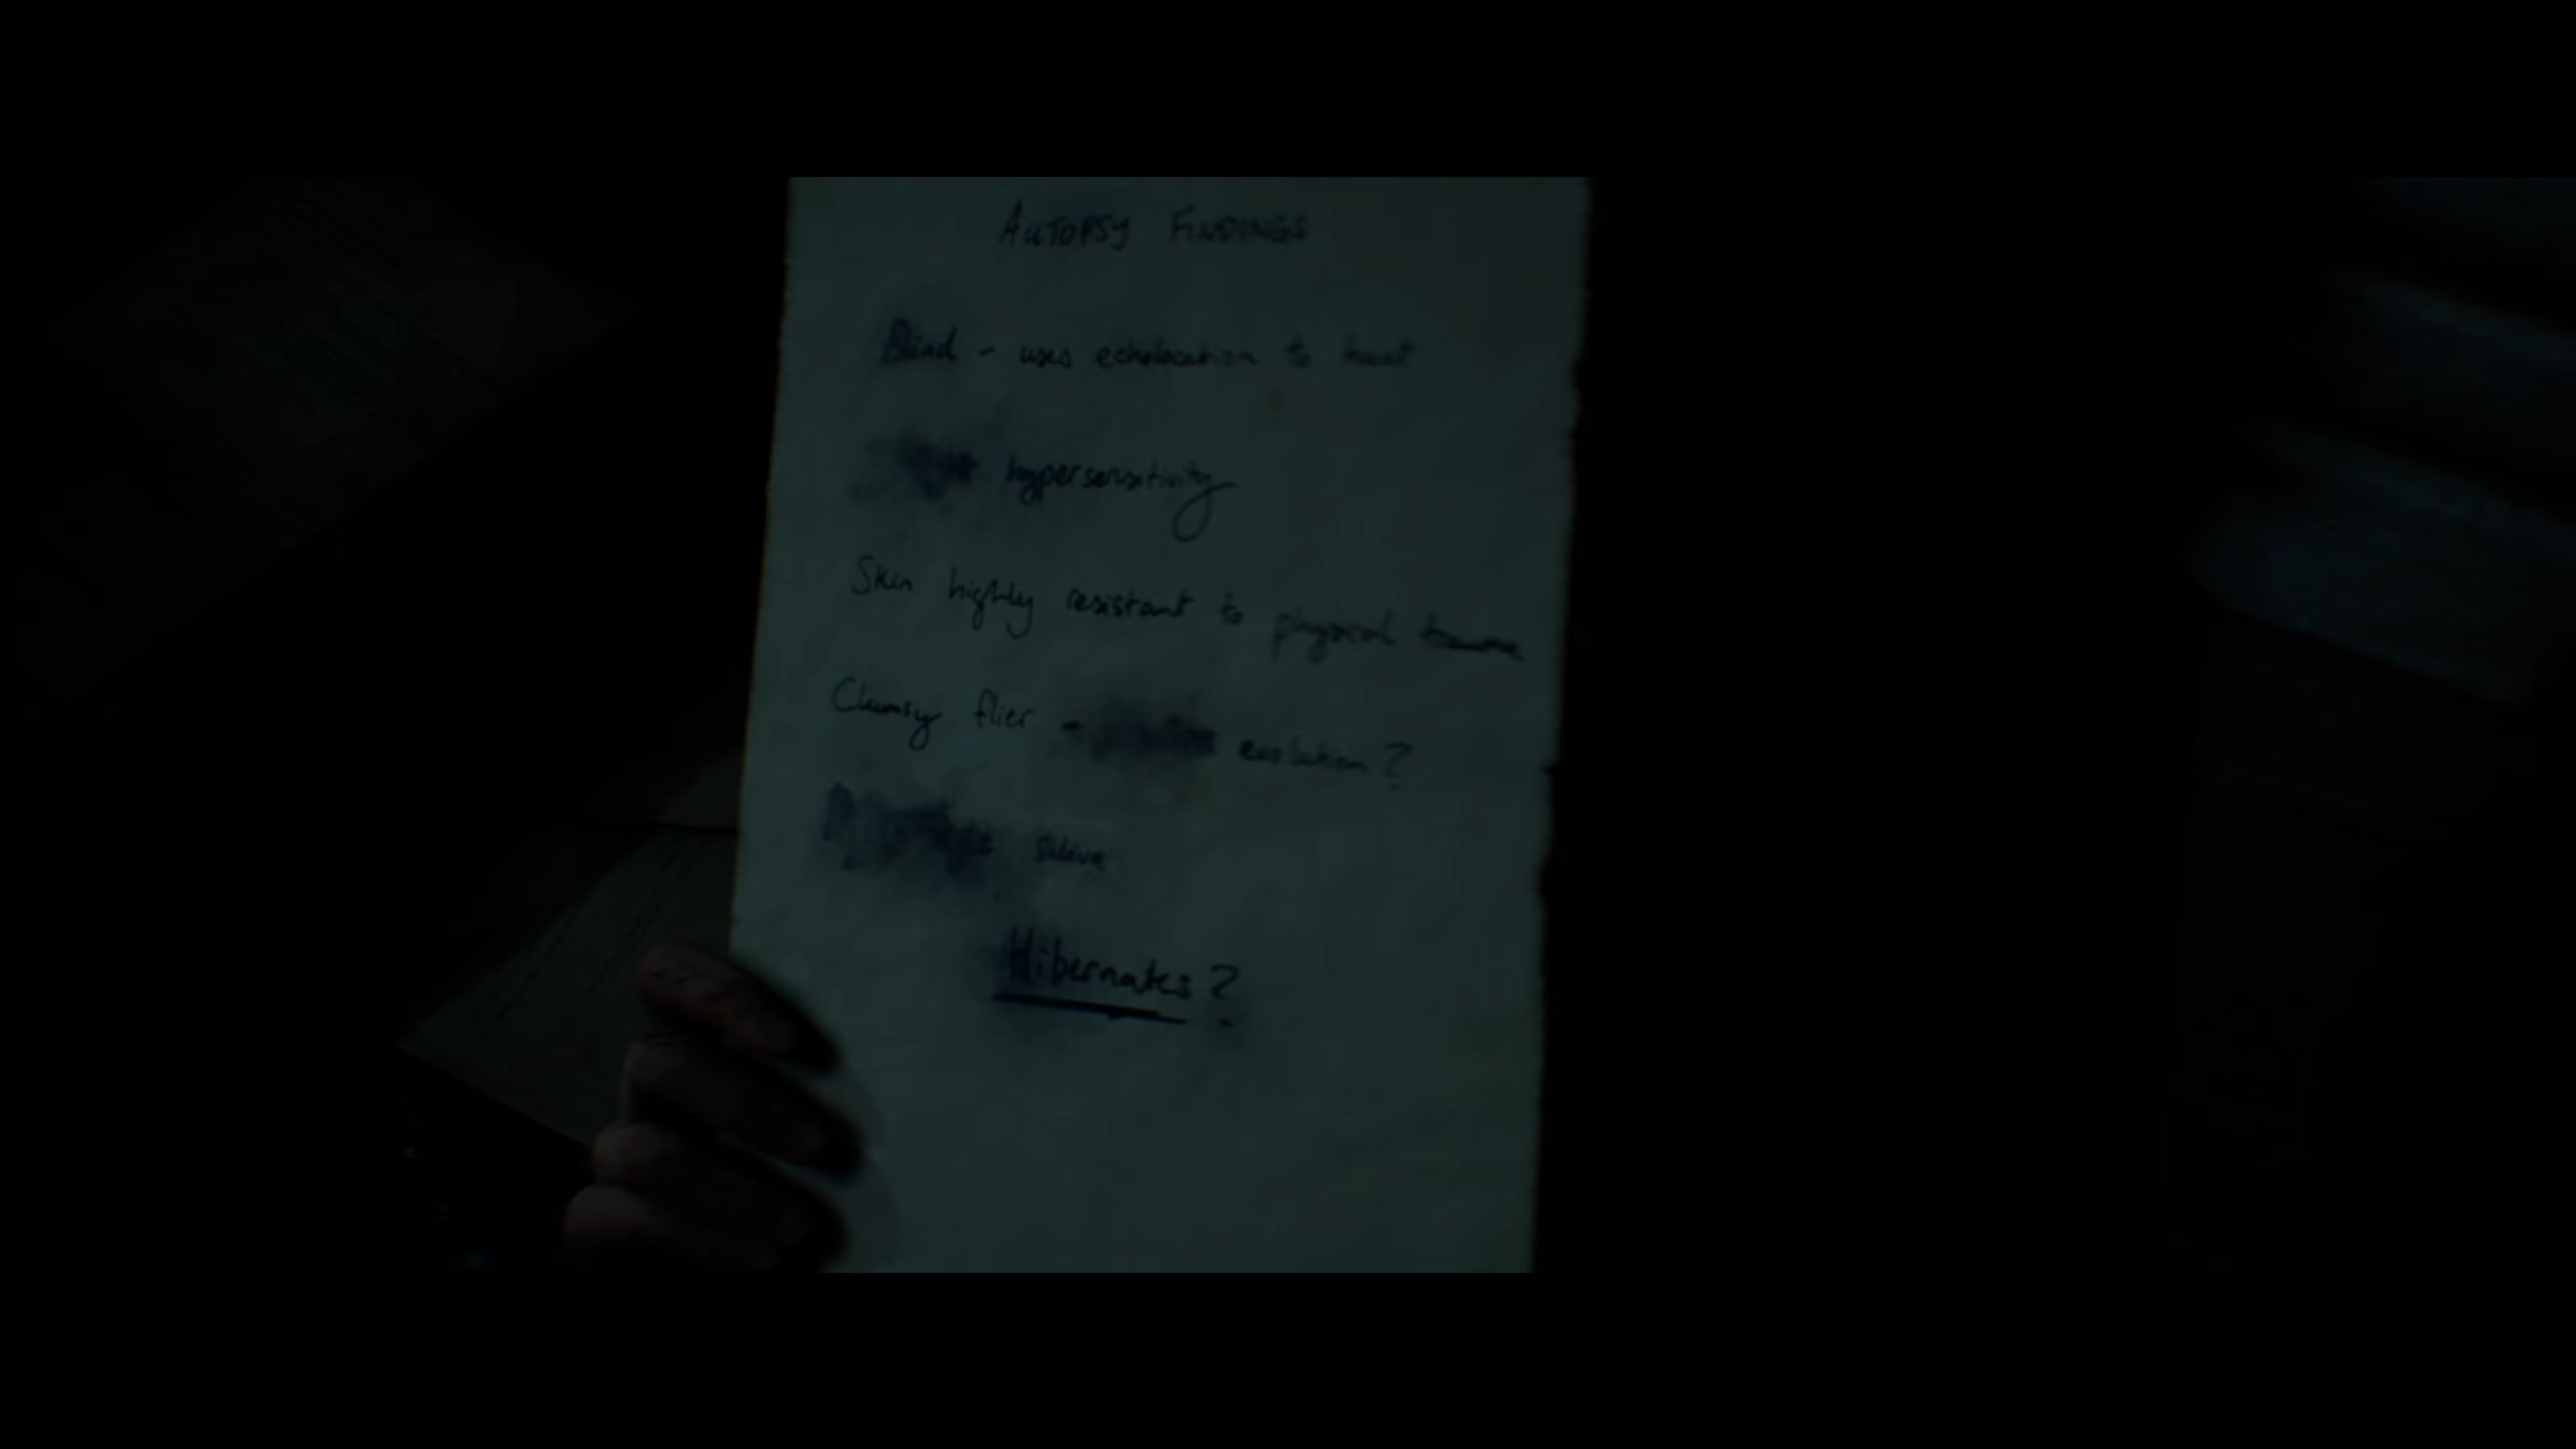 AUTOPSY FINDINGS
Blind - uses echolocation to hunt
hypersensitivity
Skin highly resistant to physical trauma
Clumsy flier - evolution?
saliva
Hibernates?